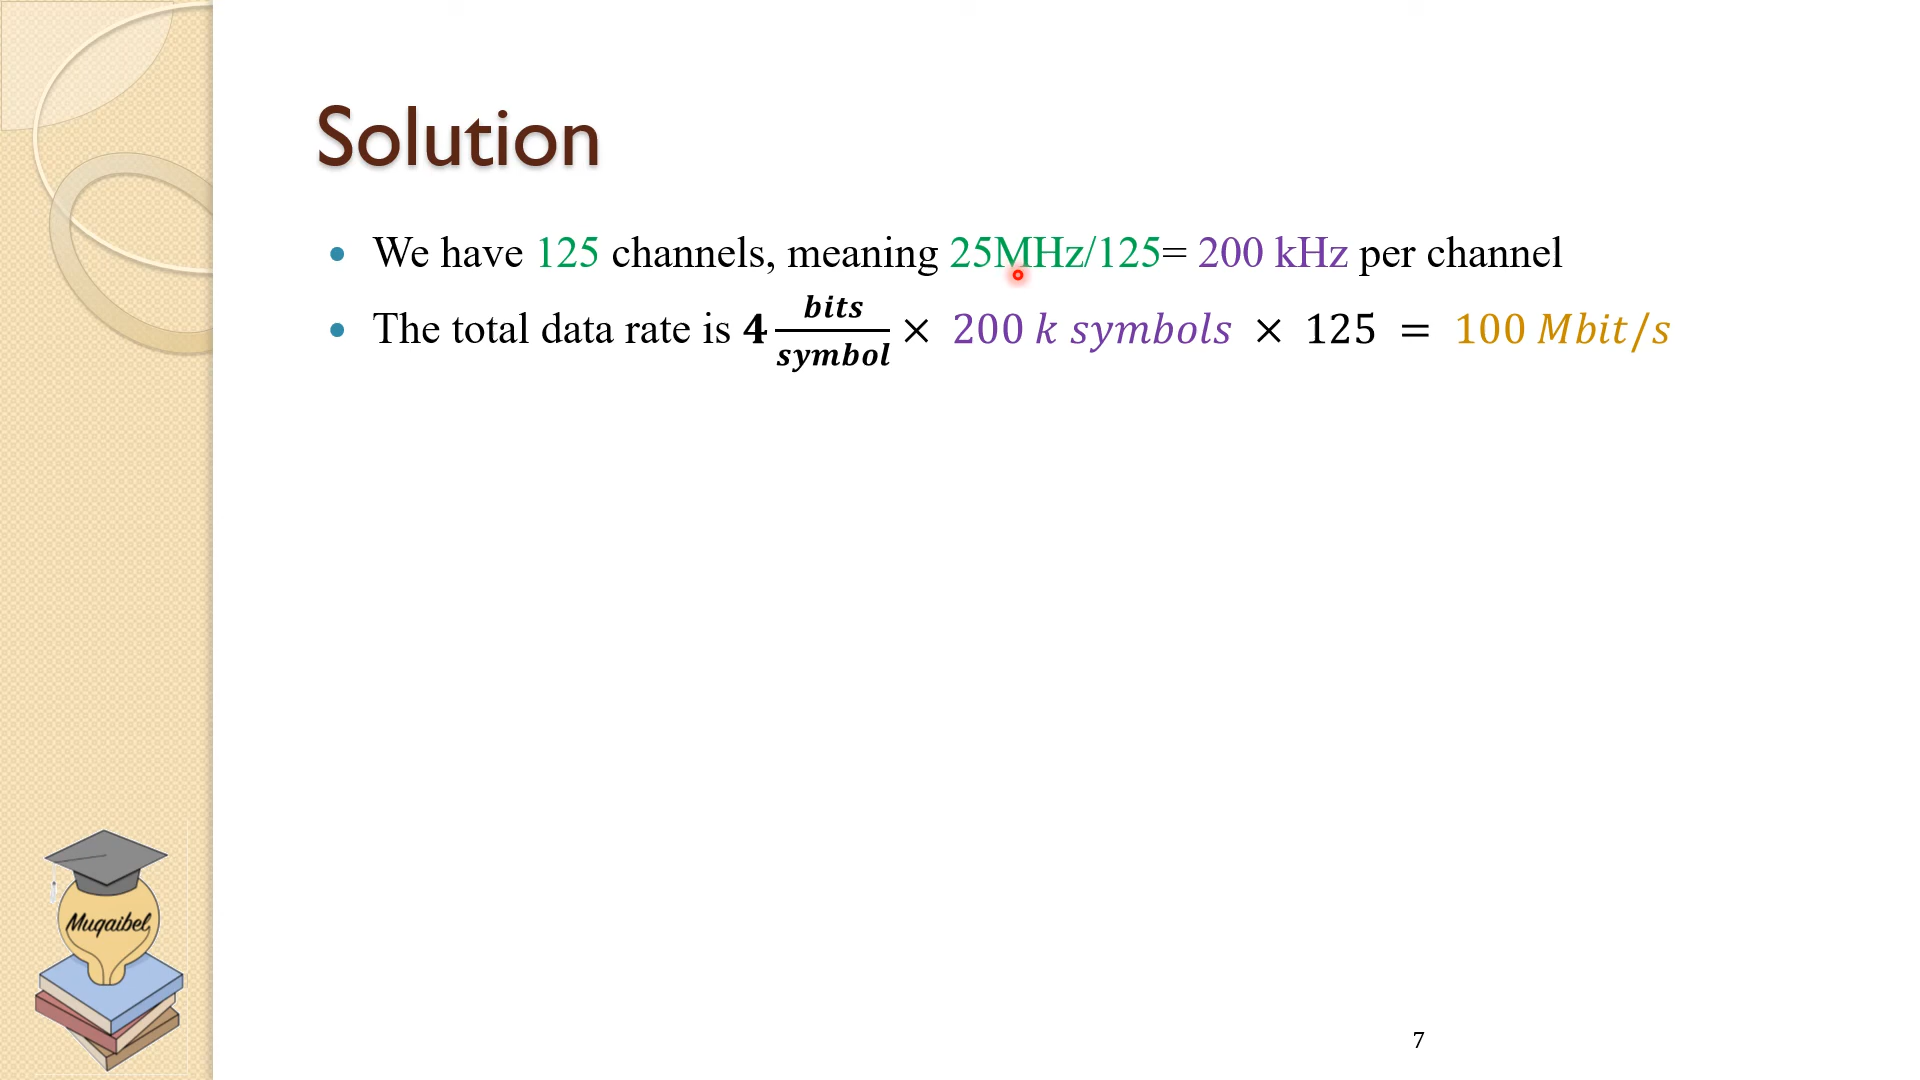 Solution
• We have 125 channels, meaning 25MHz/125= 200 kHz per channel
• The total data rate is 4 bits/symbol × 200 k symbols × 125 = 100 Mbit/s
Muqaibel
7